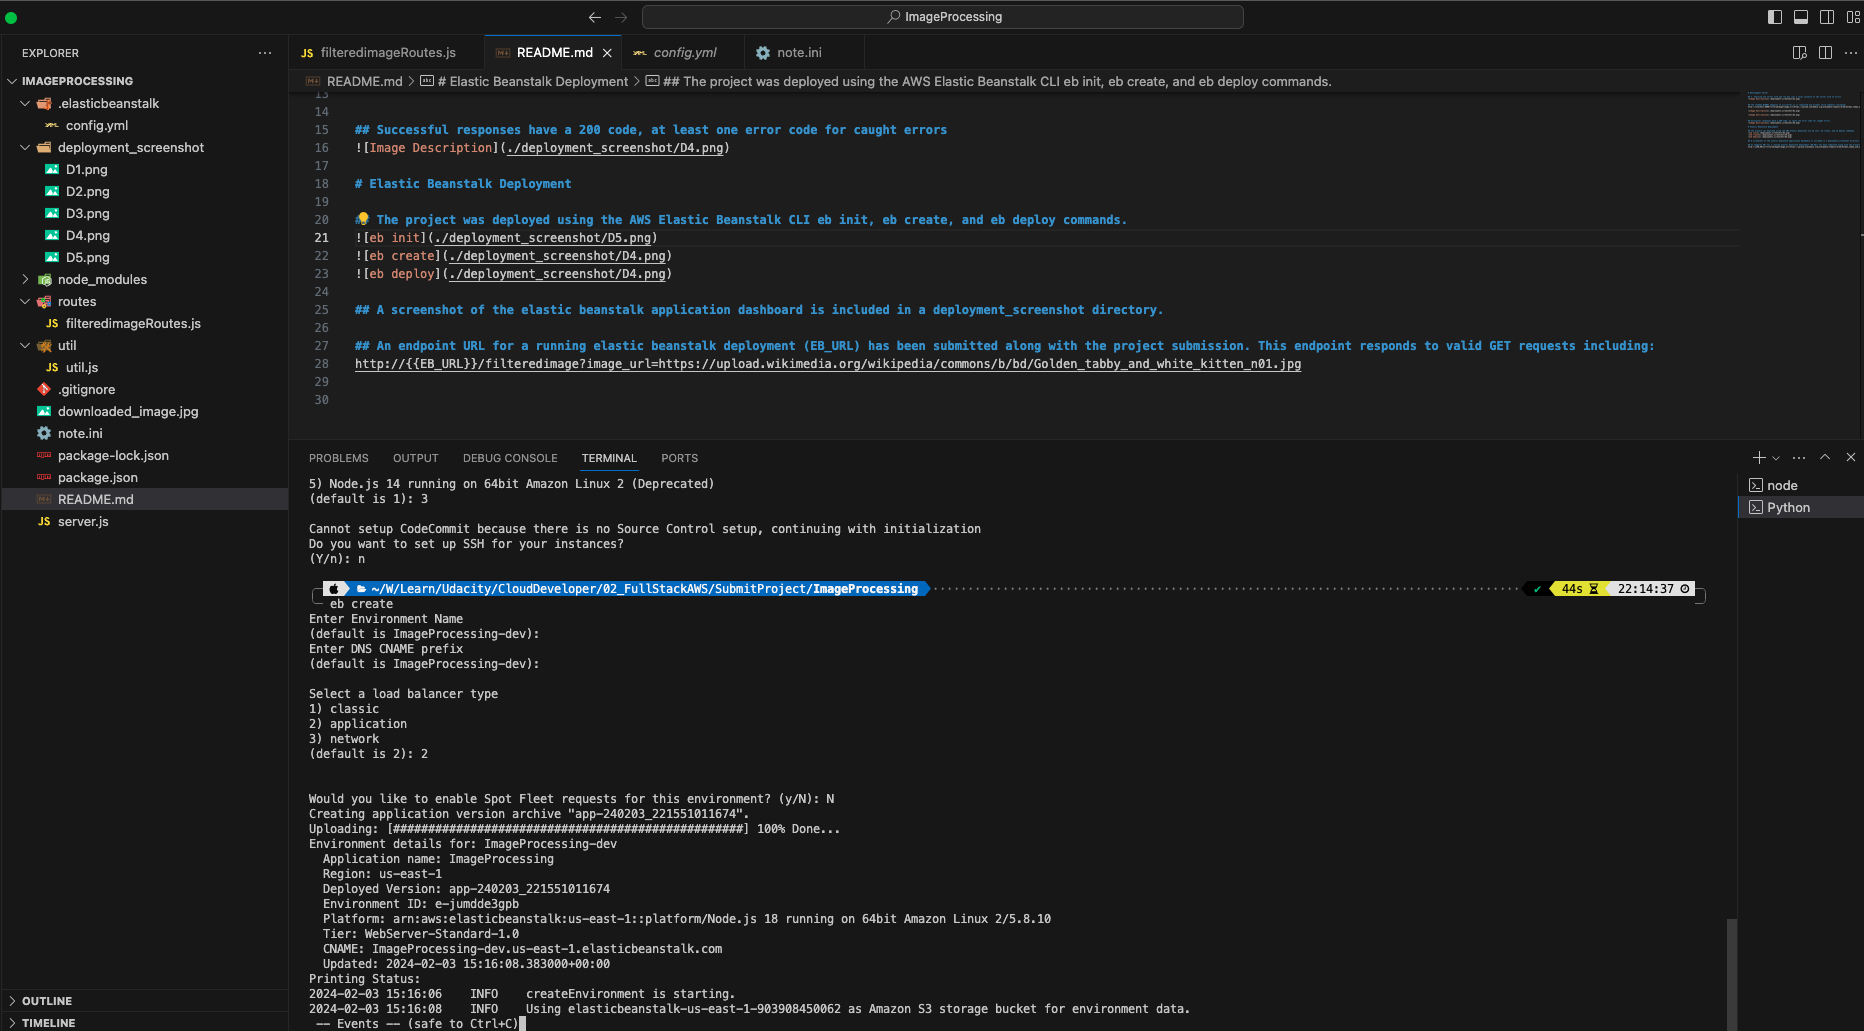 ImageProcessing
EXPLORER
IMAGEPROCESSING
.elasticbeanstalk
config.yml
deployment_screenshot
D1.png
D2.png
D3.png
D4.png
D5.png
node_modules
routes
JS filteredimageRoutes.js
util
JS util.js
.gitignore
downloaded_image.jpg
note.ini
package-lock.json
package.json
README.md
JS server.js
OUTLINE
TIMELINE
JS filteredimageRoutes.js
README.md
config.yml
note.ini
README.md > # Elastic Beanstalk Deployment > ## The project was deployed using the AWS Elastic Beanstalk CLI eb init, eb create, and eb deploy commands.
13
14
15 ## Successful responses have a 200 code, at least one error code for caught errors
16 ![Image Description](./deployment_screenshot/D4.png)
17
18 # Elastic Beanstalk Deployment
19
20 The project was deployed using the AWS Elastic Beanstalk CLI eb init, eb create, and eb deploy commands.
21 ![eb init](./deployment_screenshot/D5.png)
22 ![eb create](./deployment_screenshot/D4.png)
23 ![eb deploy](./deployment_screenshot/D4.png)
24
25 ## A screenshot of the elastic beanstalk application dashboard is included in a deployment_screenshot directory.
26
27 ## An endpoint URL for a running elastic beanstalk deployment (EB_URL) has been submitted along with the project submission. This endpoint responds to valid GET requests including:
28 http://{{EB_URL}}/filteredimage?image_url=https://upload.wikimedia.org/wikipedia/commons/b/bd/Golden_tabby_and_white_kitten_n01.jpg
29
30
PROBLEMS OUTPUT DEBUG CONSOLE TERMINAL PORTS
node
Python
5) Node.js 14 running on 64bit Amazon Linux 2 (Deprecated)
(default is 1): 3
Cannot setup CodeCommit because there is no Source Control setup, continuing with initialization
Do you want to set up SSH for your instances?
(Y/n): n
~/W/Learn/Udacity/CloudDeveloper/02_FullStackAWS/SubmitProject/ImageProcessing ✔ 44s 22:14:37
eb create
Enter Environment Name
(default is ImageProcessing-dev):
Enter DNS CNAME prefix
(default is ImageProcessing-dev):
Select a load balancer type
1) classic
2) application
3) network
(default is 2): 2
Would you like to enable Spot Fleet requests for this environment? (y/N): N
Creating application version archive "app-240203_221551011674".
Uploading: [##################################################] 100% Done...
Environment details for: ImageProcessing-dev
Application name: ImageProcessing
Region: us-east-1
Deployed Version: app-240203_221551011674
Environment ID: e-jumdde3gpb
Platform: arn:aws:elasticbeanstalk:us-east-1::platform/Node.js 18 running on 64bit Amazon Linux 2/5.8.10
Tier: WebServer-Standard-1.0
CNAME: ImageProcessing-dev.us-east-1.elasticbeanstalk.com
Updated: 2024-02-03 15:16:08.383000+00:00
Printing Status:
2024-02-03 15:16:06 INFO createEnvironment is starting.
2024-02-03 15:16:08 INFO Using elasticbeanstalk-us-east-1-903908450062 as Amazon S3 storage bucket for environment data.
-- Events -- (safe to Ctrl+C)